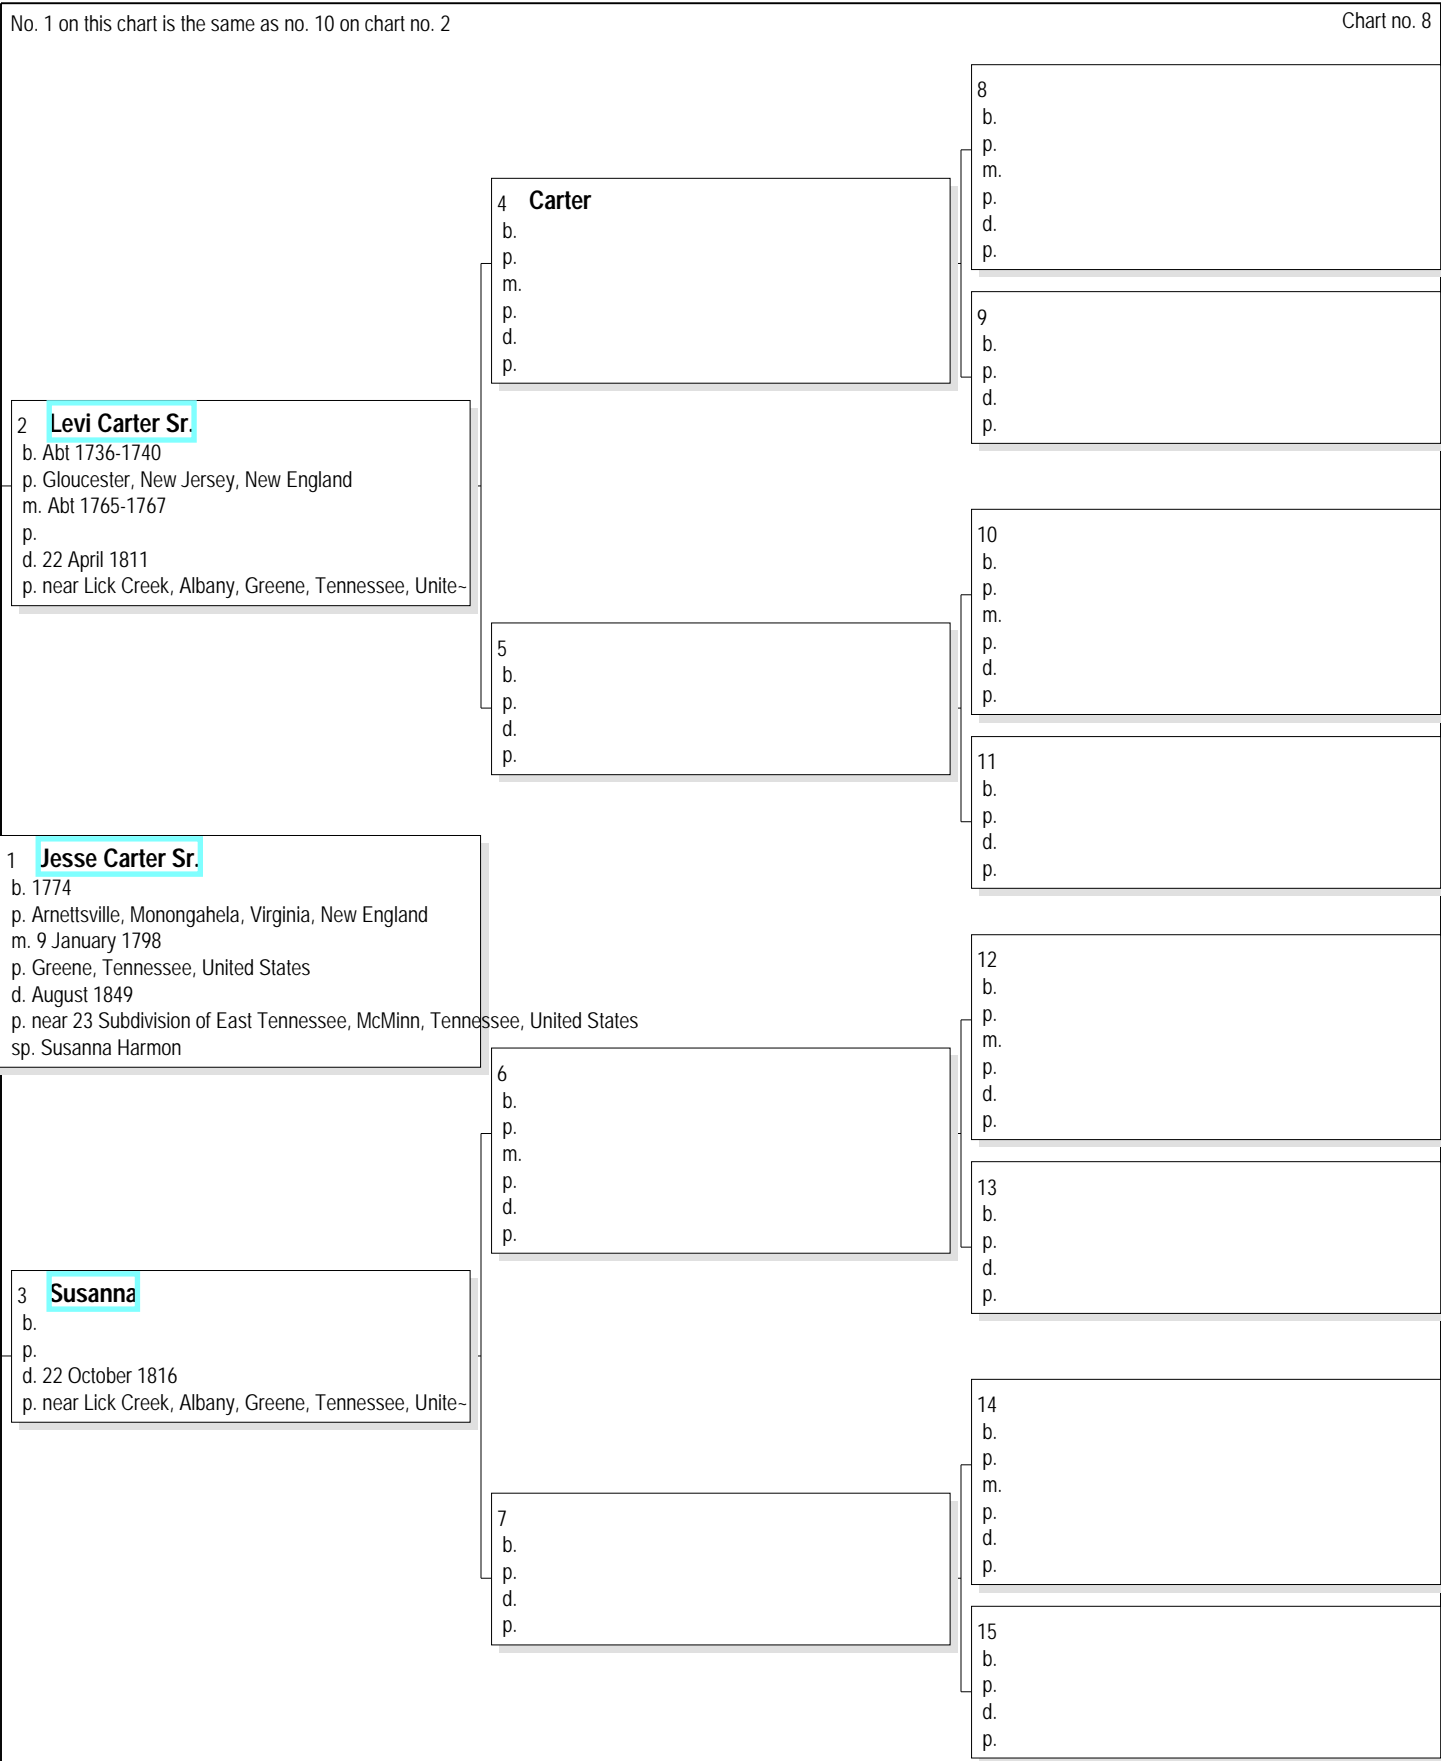 No. 1 on this chart is the same as no. 10 on chart no. 2
Chart no. 8
8
b.
p.
m.
p.
d.
p.
4 Carter
b.
p.
m.
p.
d.
p.
9
b.
p.
d.
p.
2 Levi Carter Sr.
b. Abt 1736-1740
p. Gloucester, New Jersey, New England
m. Abt 1765-1767
p.
d. 22 April 1811
p. near Lick Creek, Albany, Greene, Tennessee, Unite~
10
b.
p.
m.
p.
d.
p.
5
b.
p.
d.
p.
11
b.
p.
d.
p.
1 Jesse Carter Sr.
b. 1774
p. Arnettsville, Monongahela, Virginia, New England
m. 9 January 1798
p. Greene, Tennessee, United States
d. August 1849
p. near 23 Subdivision of East Tennessee, McMinn, Tennessee, United States
sp. Susanna Harmon
12
b.
p.
m.
p.
d.
p.
6
b.
p.
m.
p.
d.
p.
13
b.
p.
d.
p.
3 Susanna
b.
p.
d. 22 October 1816
p. near Lick Creek, Albany, Greene, Tennessee, Unite~
14
b.
p.
m.
p.
d.
p.
7
b.
p.
d.
p.
15
b.
p.
d.
p.